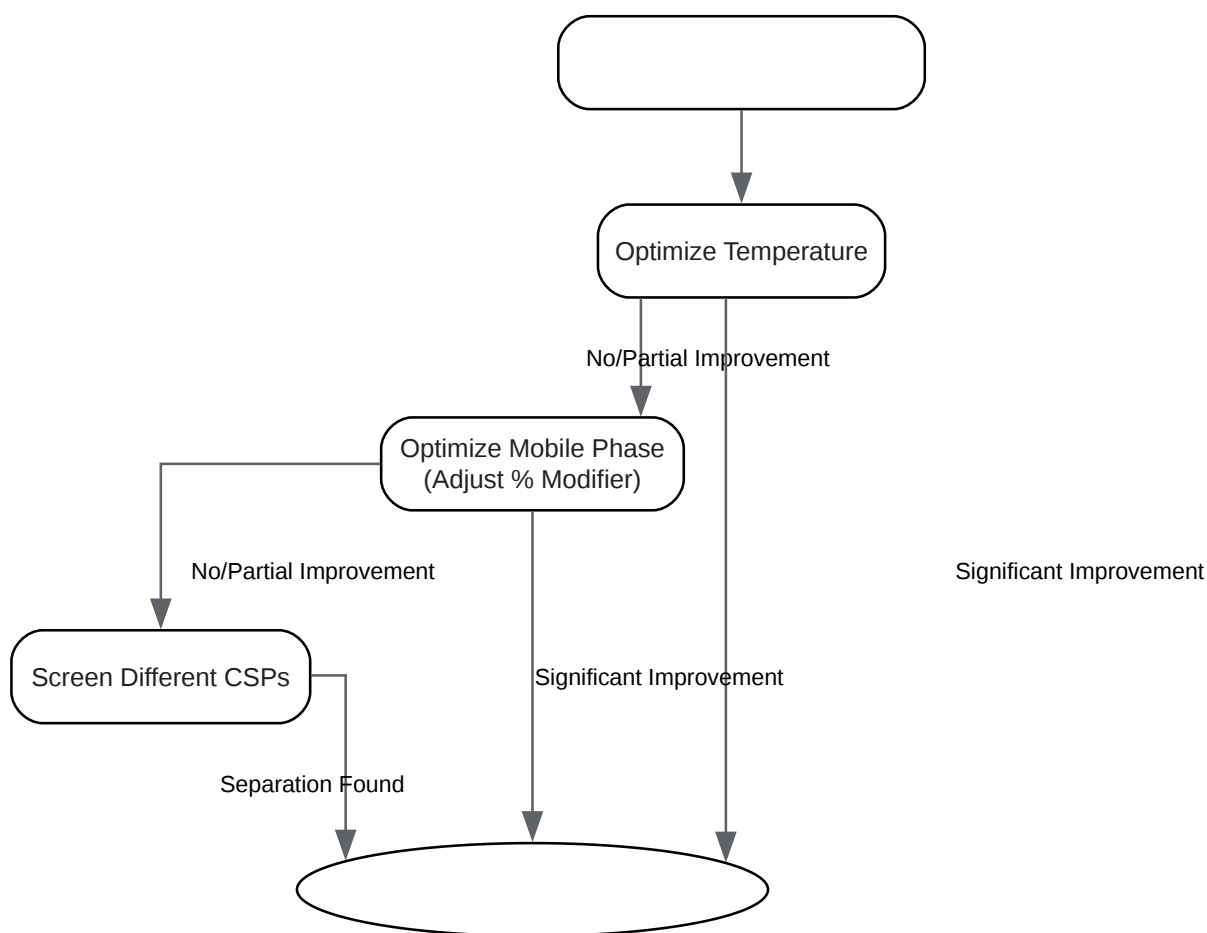 Optimize Temperature
No/Partial Improvement
Optimize Mobile Phase
(Adjust % Modifier)
No/Partial Improvement
Significant Improvement
Screen Different CSPs
Significant Improvement
Separation Found